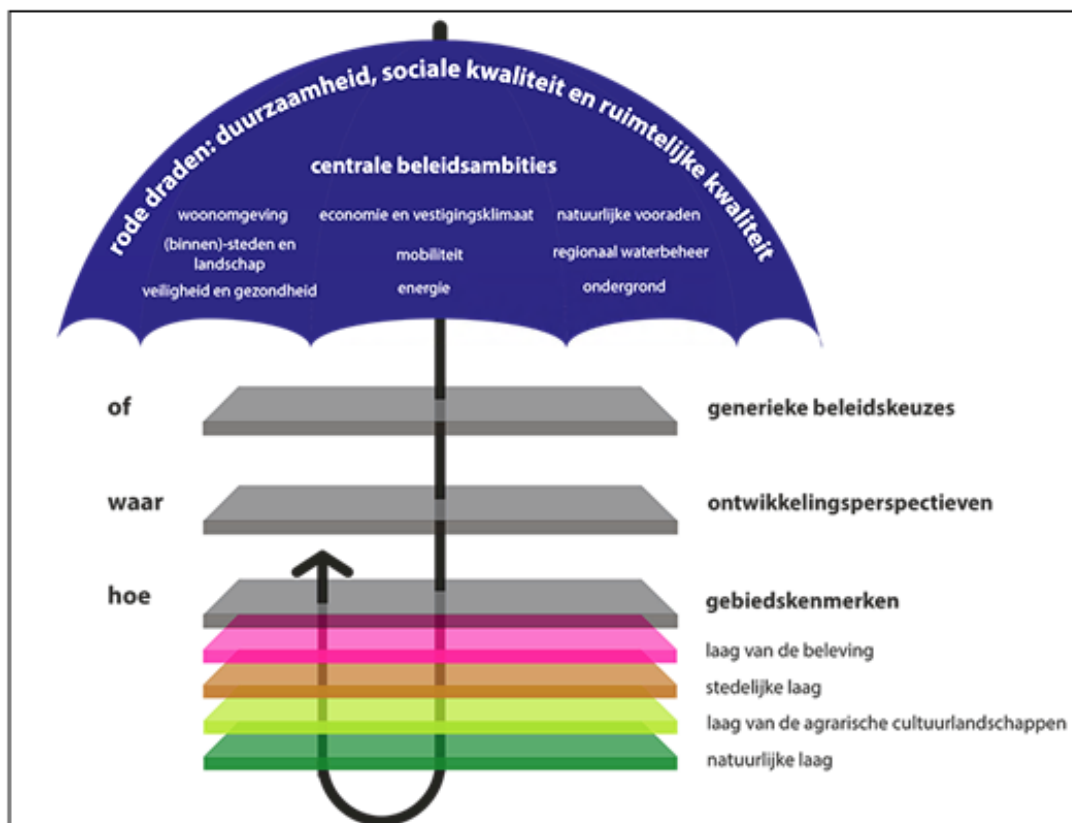 rode draden: duurzaamheid, sociale kwaliteit en ruimtelijke kwaliteit
centrale beleidsambities
woonomgeving
economie en vestigingsklimaat
natuurlijke vooraden
(binnen)-steden en
landschap
mobiliteit
regionaal waterbeheer
veiligheid en gezondheid
energie
ondergrond
of
generieke beleidskeuzes
waar
ontwikkelingsperspectieven
hoe
gebiedskenmerken
laag van de beleving
stedelijke laag
laag van de agrarische cultuurlandschappen
natuurlijke laag